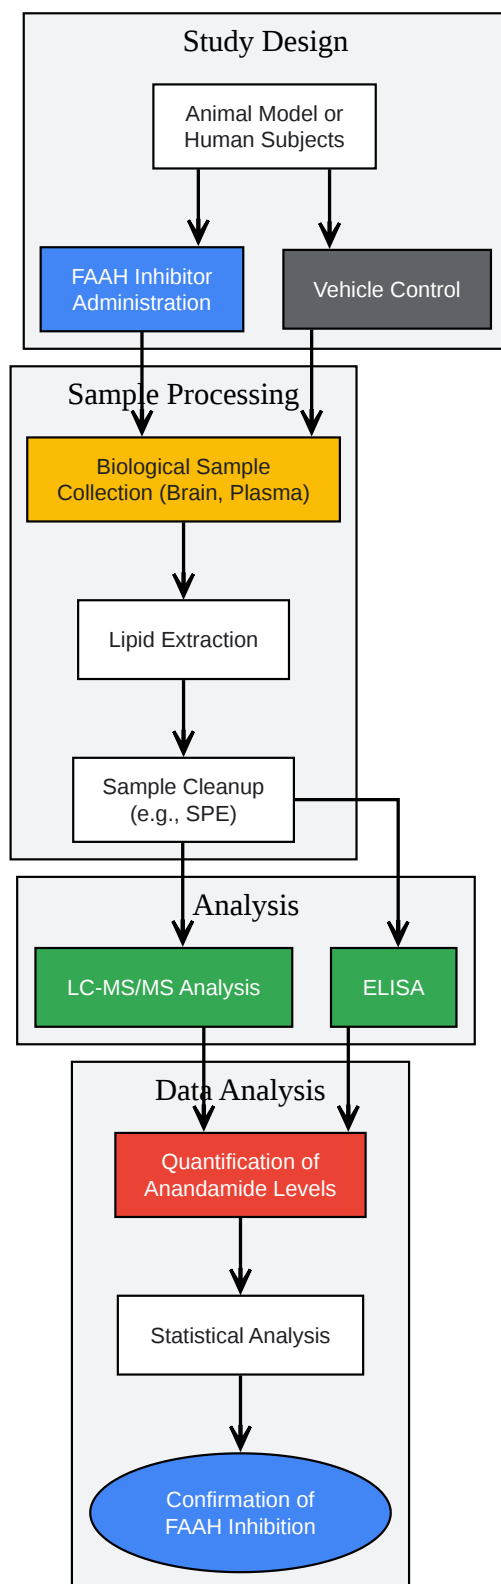 Study Design
Animal Model or
Human Subjects
FAAH Inhibitor
Administration
Vehicle Control
Sample Processing
Biological Sample
Collection (Brain, Plasma)
Lipid Extraction
Sample Cleanup
(e.g., SPE)
Analysis
LC-MS/MS Analysis
ELISA
Data Analysis
Quantification of
Anandamide Levels
Statistical Analysis
Confirmation of
FAAH Inhibition